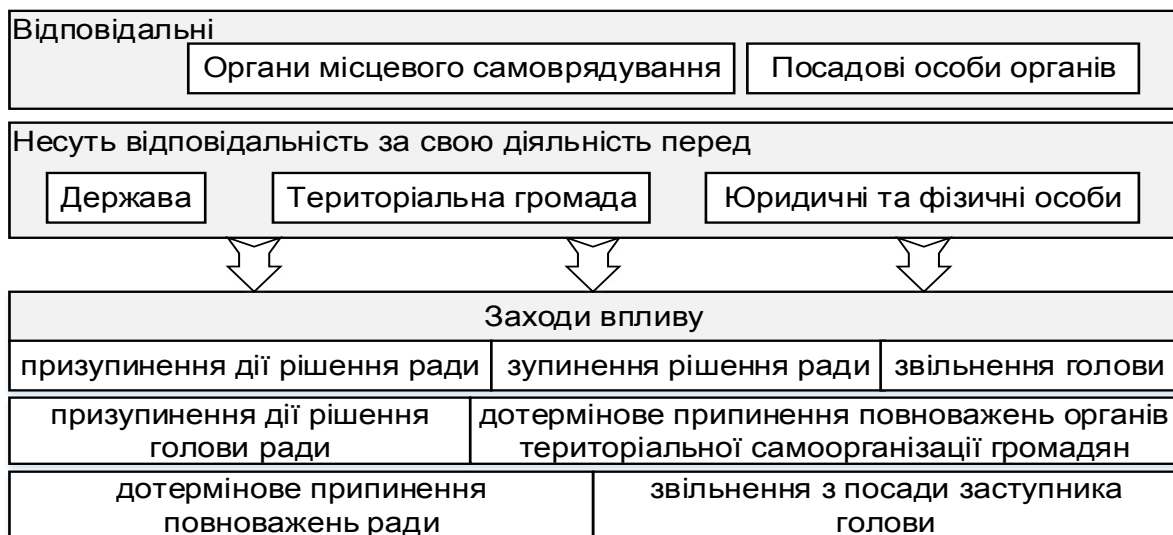 Відповідальні
Органи місцевого самоврядування
Посадові особи органів
Несуть відповідальність за свою діяльність перед
Держава
Територіальна громада
Юридичні та фізичні особи
Заходи впливу
призупинення дії рішення ради
зупинення рішення ради
звільнення голови
призупинення дії рішення
голови ради
дотермінове припинення повноважень органів
територіальної самоорганізації громадян
дотермінове припинення
повноважень ради
звільнення з посади заступника
голови